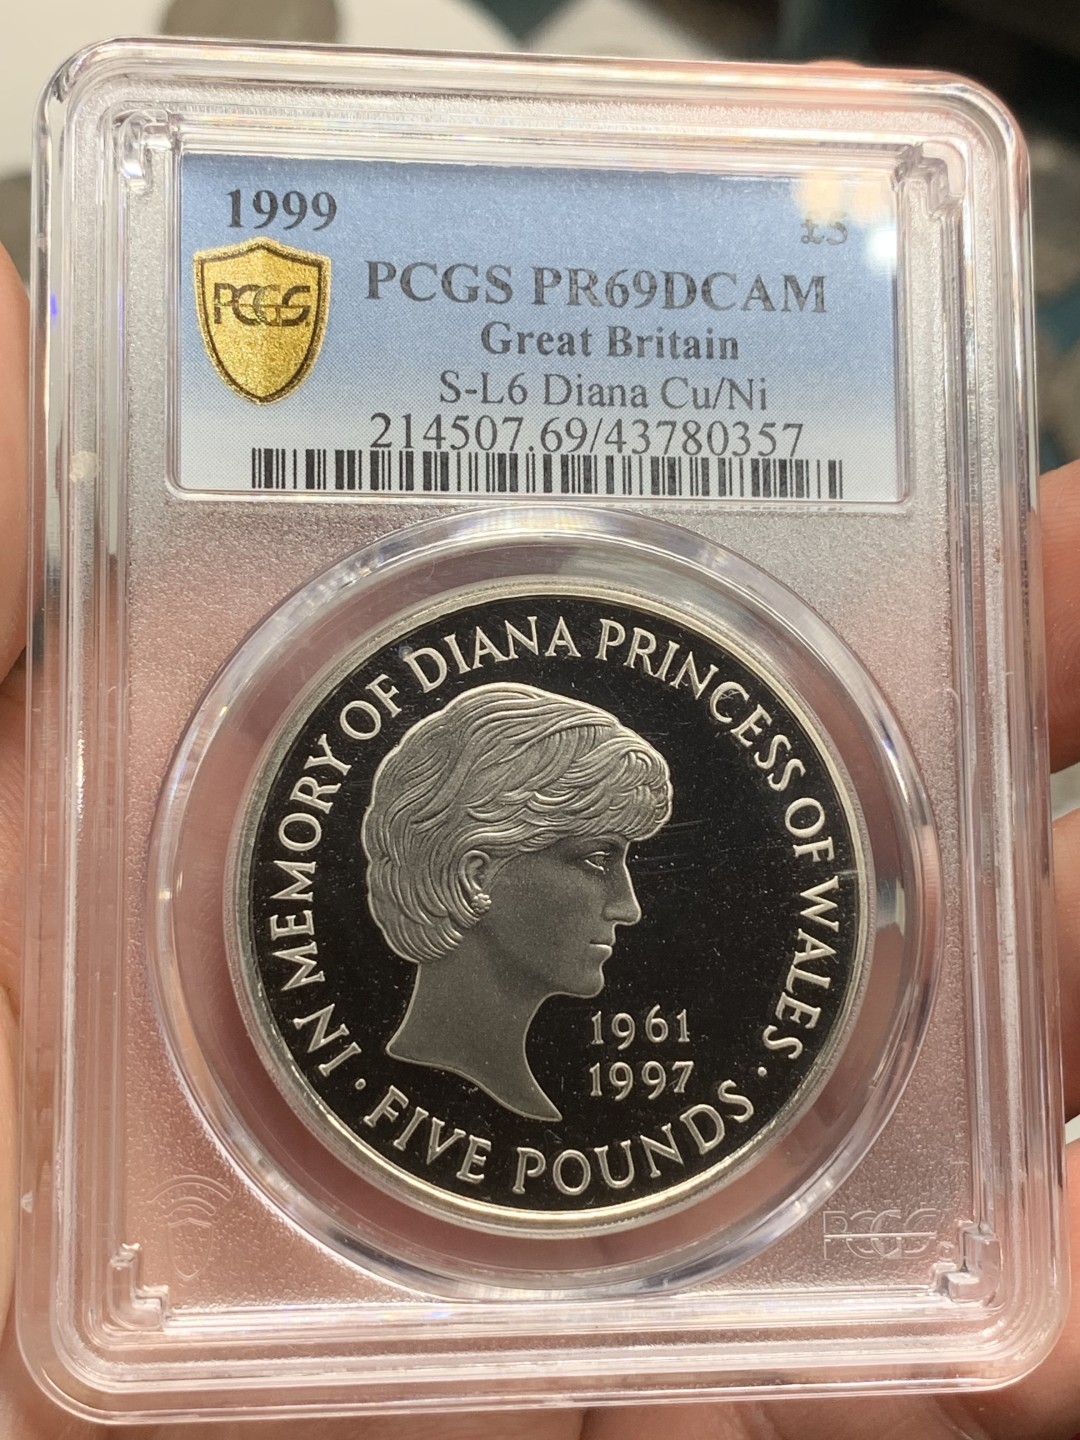 1999
£5
PCGS
PCGS PR69DCAM
Great Britain
S-L6 Diana Cu/Ni
214507.69/43780357
IN MEMORY OF DIANA PRINCESS OF WALES ·
· FIVE POUNDS
1961
1997
PCGS